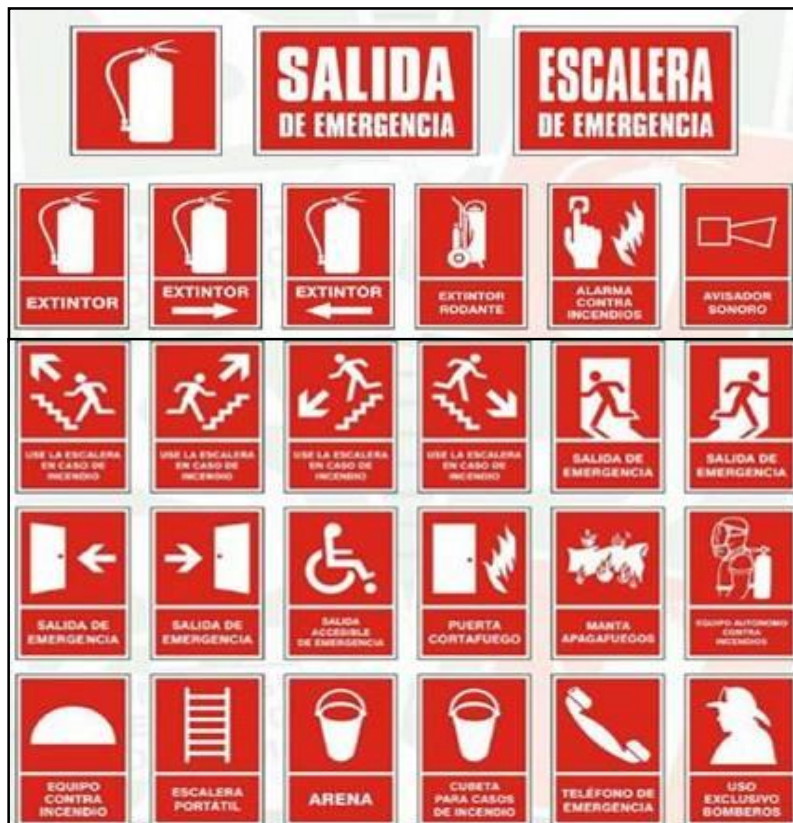 SALIDA
DE EMERGENCIA
ESCALERA
DE EMERGENCIA
EXTINTOR
EXTINTOR
EXTINTOR
EXTINTOR
RODANTE
ALARMA
CONTRA
INCENDIOS
AVISADOR
SONORO
USE LA ESCALERA
EN CASO DE
INCENDIO
USE LA ESCALERA
EN CASO DE
INCENDIO
USE LA ESCALERA
EN CASO DE
INCENDIO
USE LA ESCALERA
EN CASO DE
INCENDIO
SALIDA DE
EMERGENCIA
SALIDA DE
EMERGENCIA
SALIDA DE
EMERGENCIA
SALIDA DE
EMERGENCIA
SALIDA
ACCESIBLE
DE EMERGENCIA
PUERTA
CORTAFUEGO
MANTA
APAGAFUEGOS
EQUIPO AUTONOMO
CONTRA
INCENDIOS
EQUIPO
CONTRA
INCENDIO
ESCALERA
PORTÁTIL
ARENA
CUBETA
PARA CASOS
DE INCENDIO
TELÉFONO DE
EMERGENCIA
USO
EXCLUSIVO
BOMBEROS